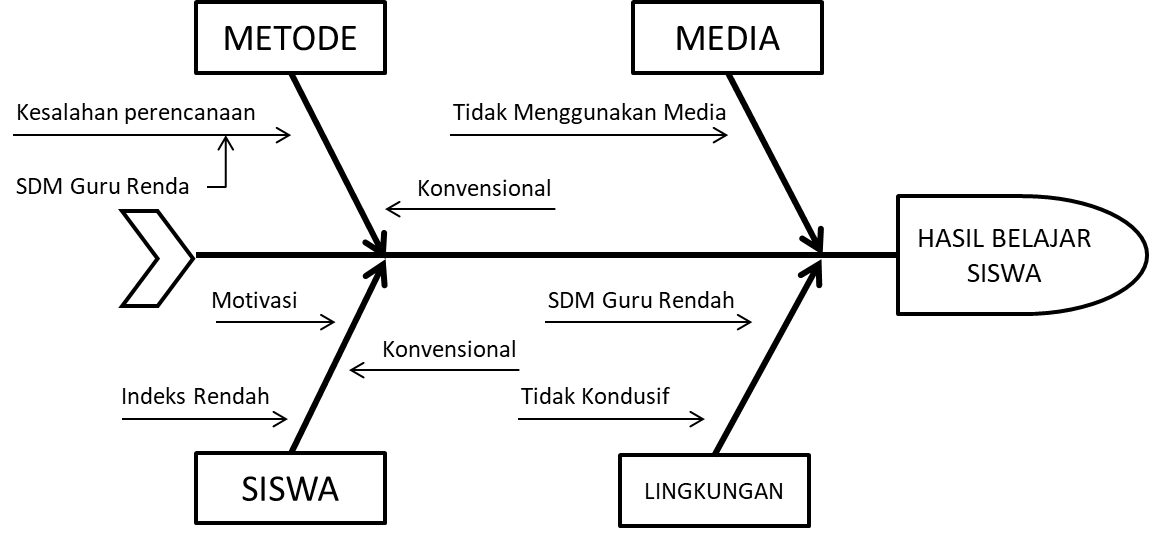 METODE
MEDIA
Kesalahan perencanaan
Tidak Menggunakan Media
SDM Guru Renda
Konvensional
HASIL BELAJAR
SISWA
Motivasi
SDM Guru Rendah
Konvensional
Indeks Rendah
Tidak Kondusif
SISWA
LINGKUNGAN